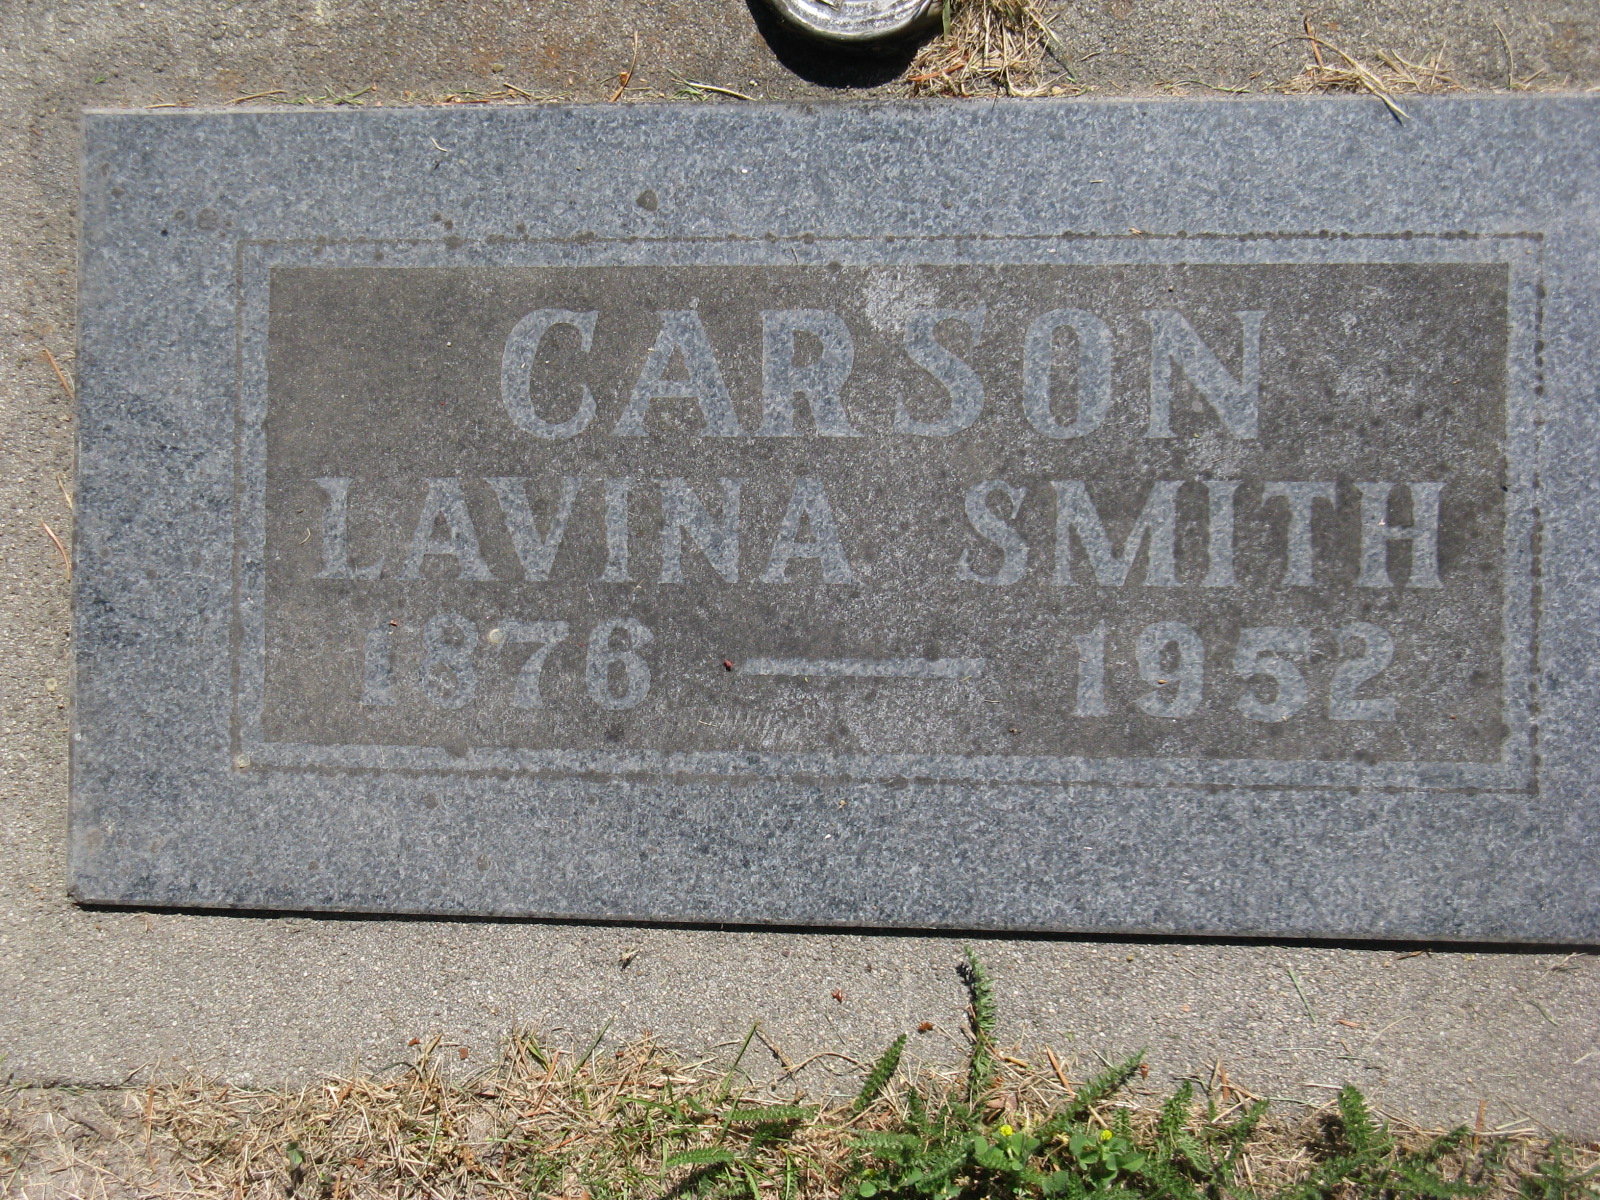 CARSON
LAVINA SMITH
1876 — 1952